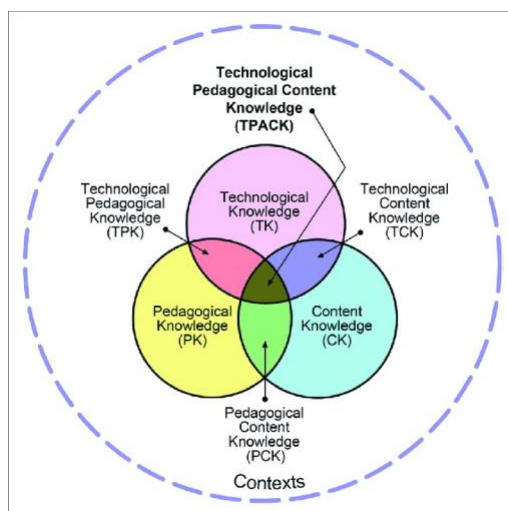 Technological
Pedagogical Content
Knowledge
(TPACK)
Technological
Pedagogical
Knowledge
(TPK)
Technological
Knowledge
(TK)
Technological
Content
Knowledge
(TCK)
Pedagogical
Knowledge
(PK)
Content
Knowledge
(CK)
Pedagogical
Content
Knowledge
(PCK)
Contexts